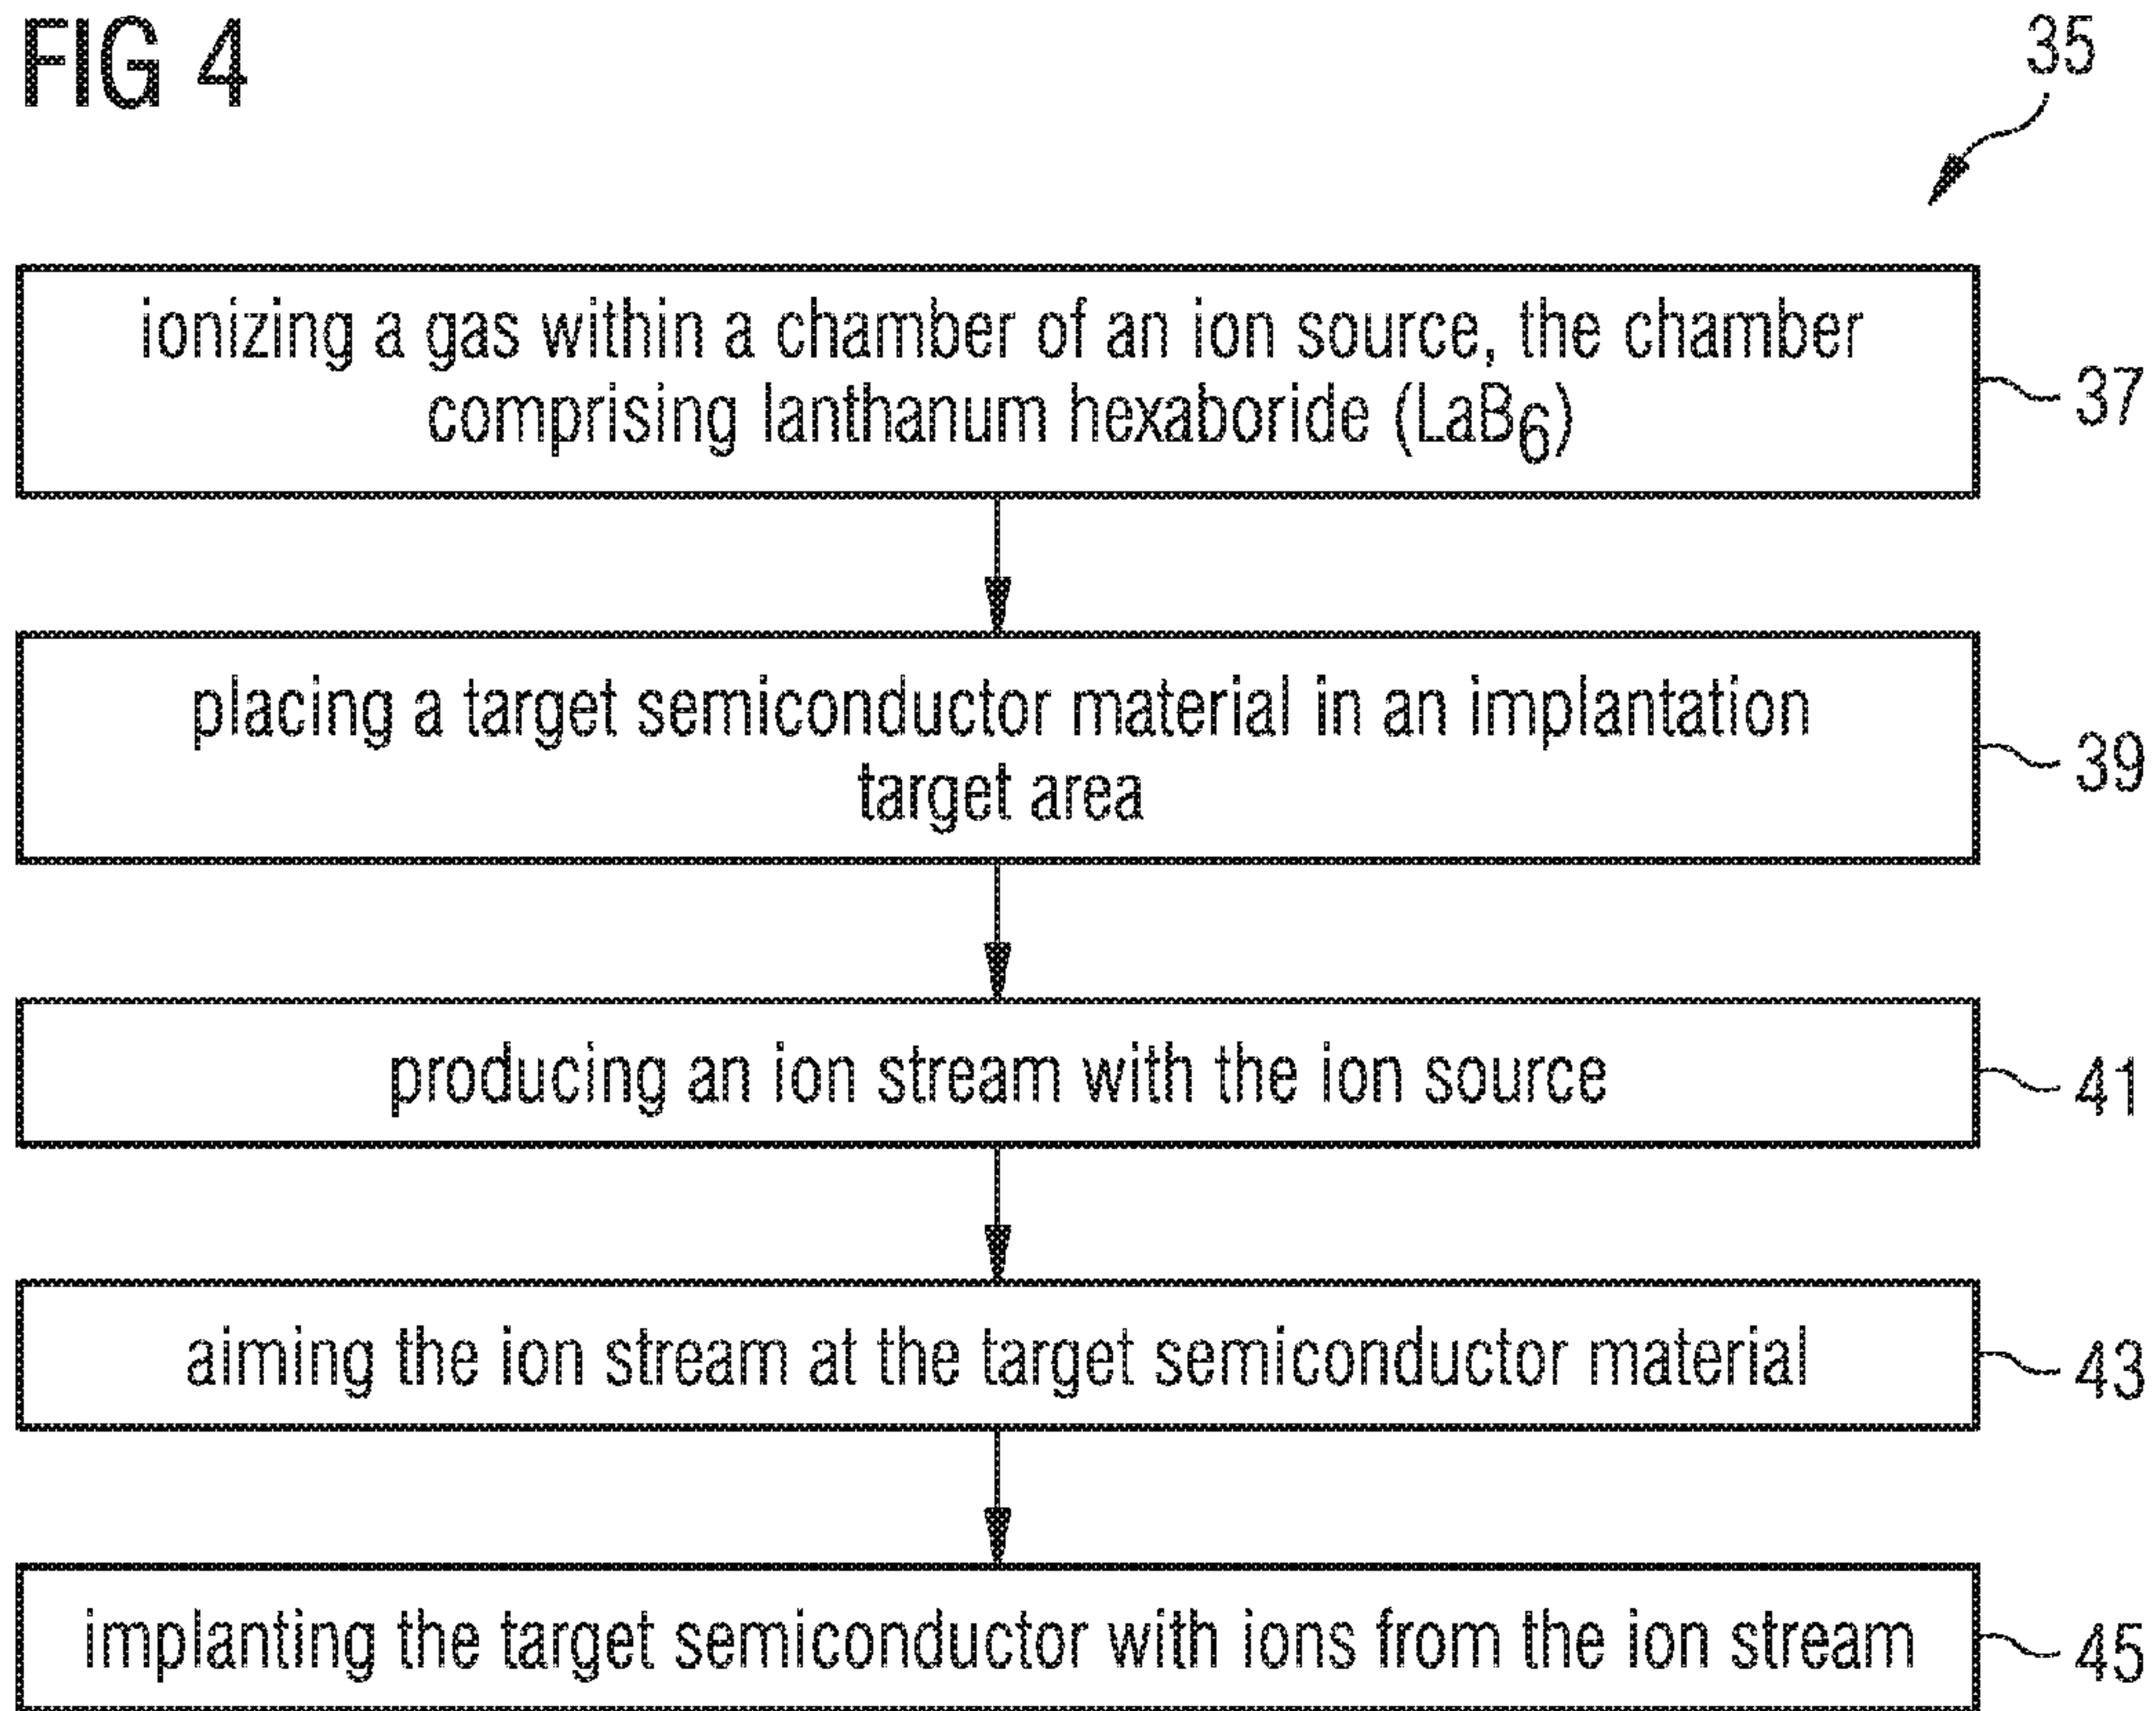 FIG 4
35
ionizing a gas within a chamber of an ion source, the chamber
comprising lanthanum hexaboride (LaB6)
37
placing a target semiconductor material in an implantation
target area
39
producing an ion stream with the ion source
41
aiming the ion stream at the target semiconductor material
43
implanting the target semiconductor with ions from the ion stream
45